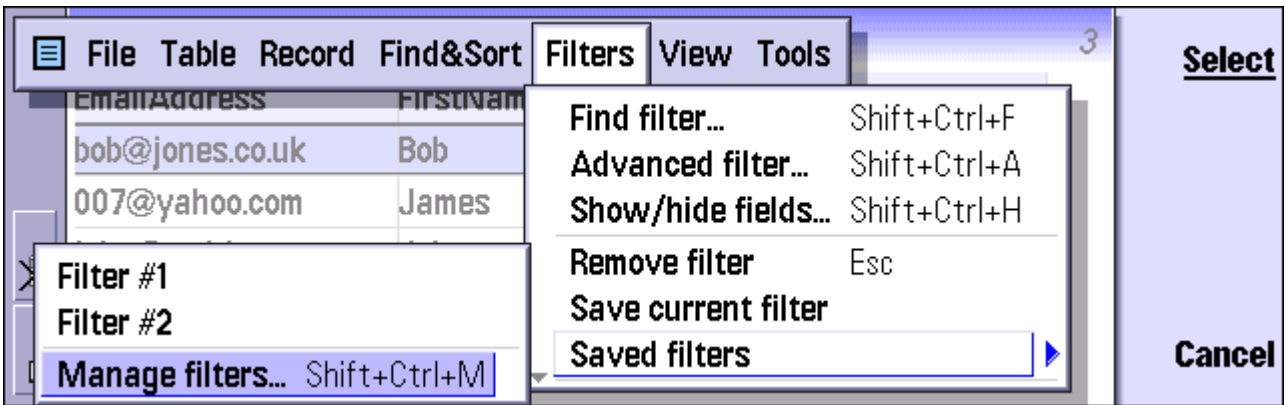 File Table Record Find&Sort Filters View Tools
3
Select
EmailAddress FirstNam
bob@jones.co.uk Bob
007@yahoo.com James
Find filter... Shift+Ctrl+F
Advanced filter... Shift+Ctrl+A
Show/hide fields... Shift+Ctrl+H
Remove filter Esc
Save current filter
Saved filters
Filter #1
Filter #2
Manage filters... Shift+Ctrl+M
Cancel